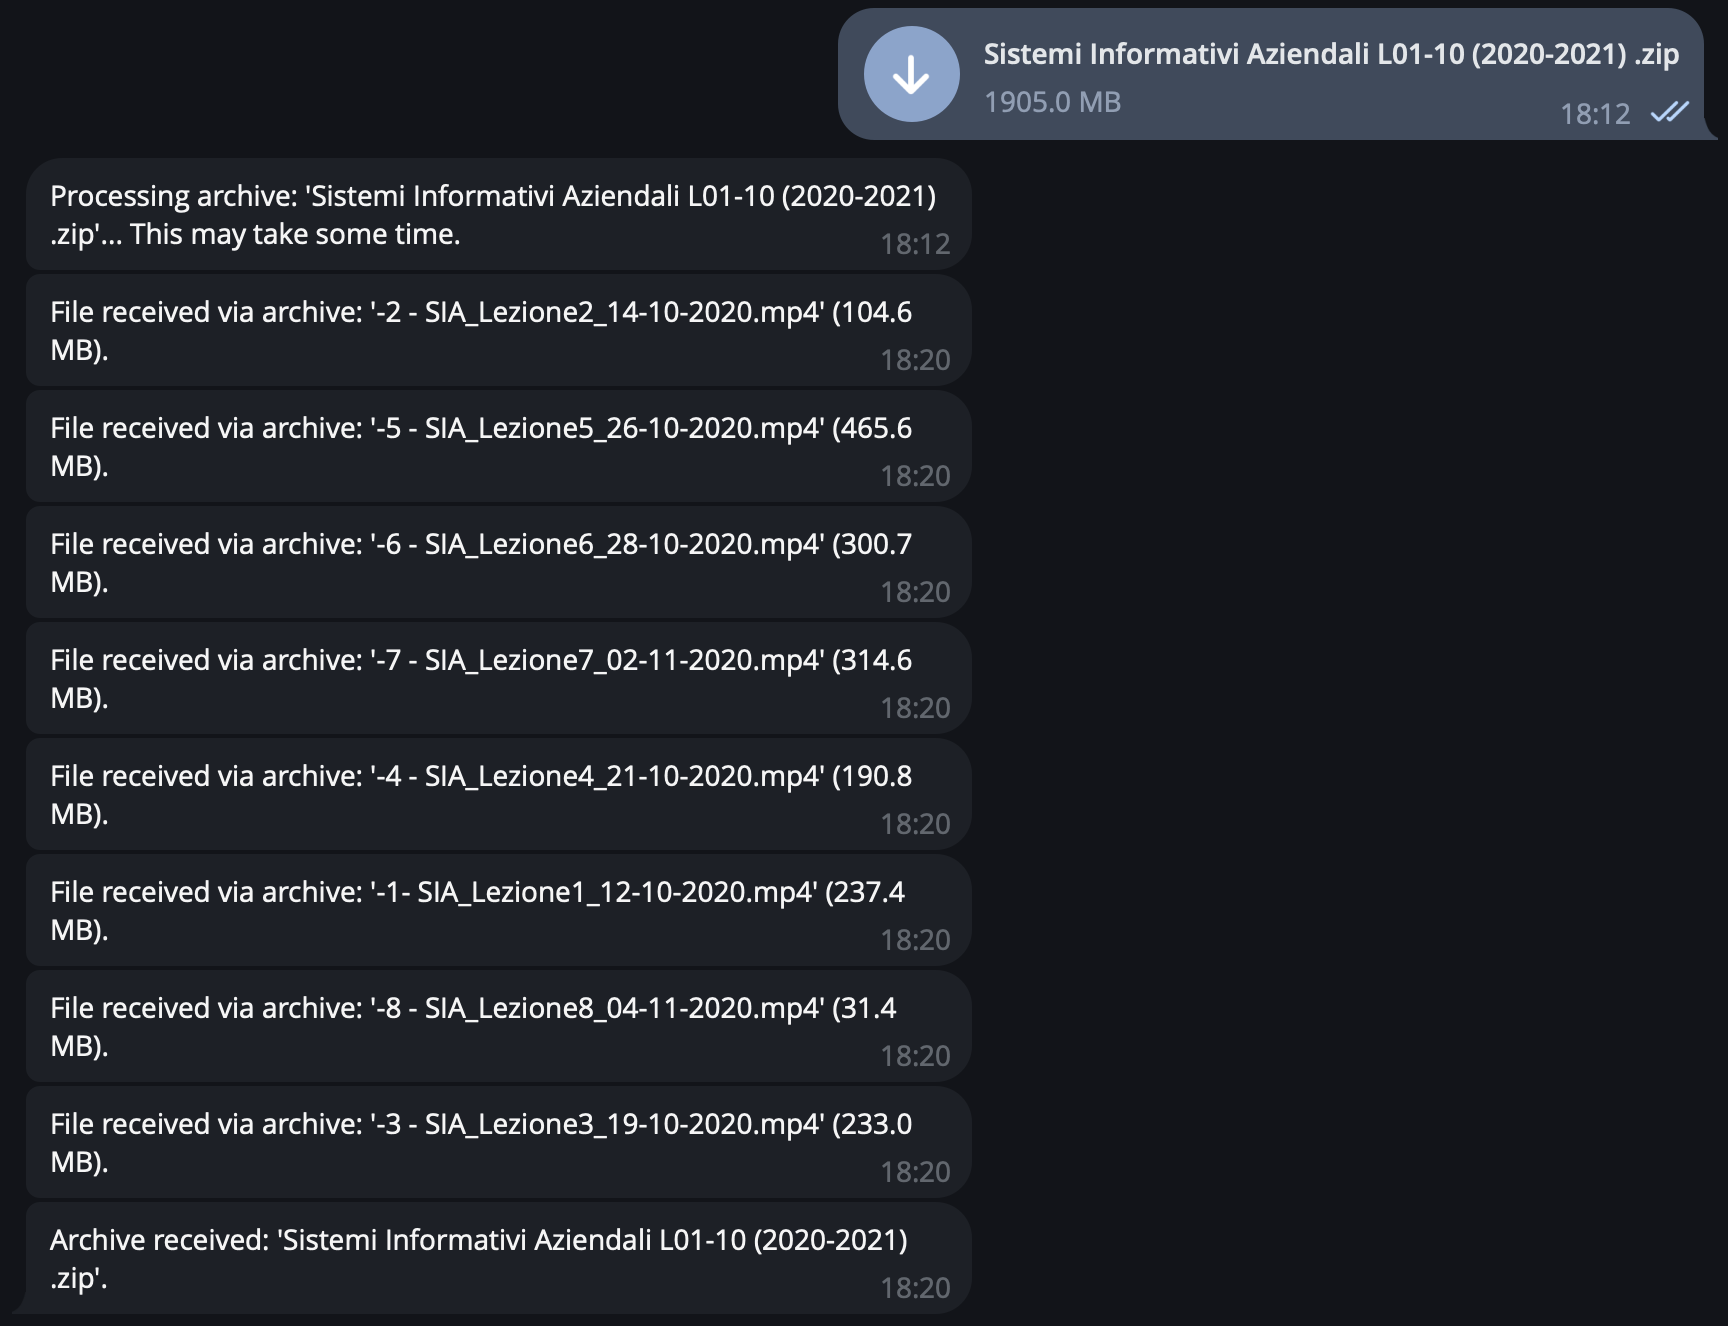 Sistemi Informativi Aziendali L01-10 (2020-2021) .zip
1905.0 MB
18:12
Processing archive: 'Sistemi Informativi Aziendali L01-10 (2020-2021)
.zip'... This may take some time.
18:12
File received via archive: '-2 - SIA_Lezione2_14-10-2020.mp4' (104.6
MB).
18:20
File received via archive: '-5 - SIA_Lezione5_26-10-2020.mp4' (465.6
MB).
18:20
File received via archive: '-6 - SIA_Lezione6_28-10-2020.mp4' (300.7
MB).
18:20
File received via archive: '-7 - SIA_Lezione7_02-11-2020.mp4' (314.6
MB).
18:20
File received via archive: '-4 - SIA_Lezione4_21-10-2020.mp4' (190.8
MB).
18:20
File received via archive: '-1- SIA_Lezione1_12-10-2020.mp4' (237.4
MB).
18:20
File received via archive: '-8 - SIA_Lezione8_04-11-2020.mp4' (31.4
MB).
18:20
File received via archive: '-3 - SIA_Lezione3_19-10-2020.mp4' (233.0
MB).
18:20
Archive received: 'Sistemi Informativi Aziendali L01-10 (2020-2021)
.zip'.
18:20